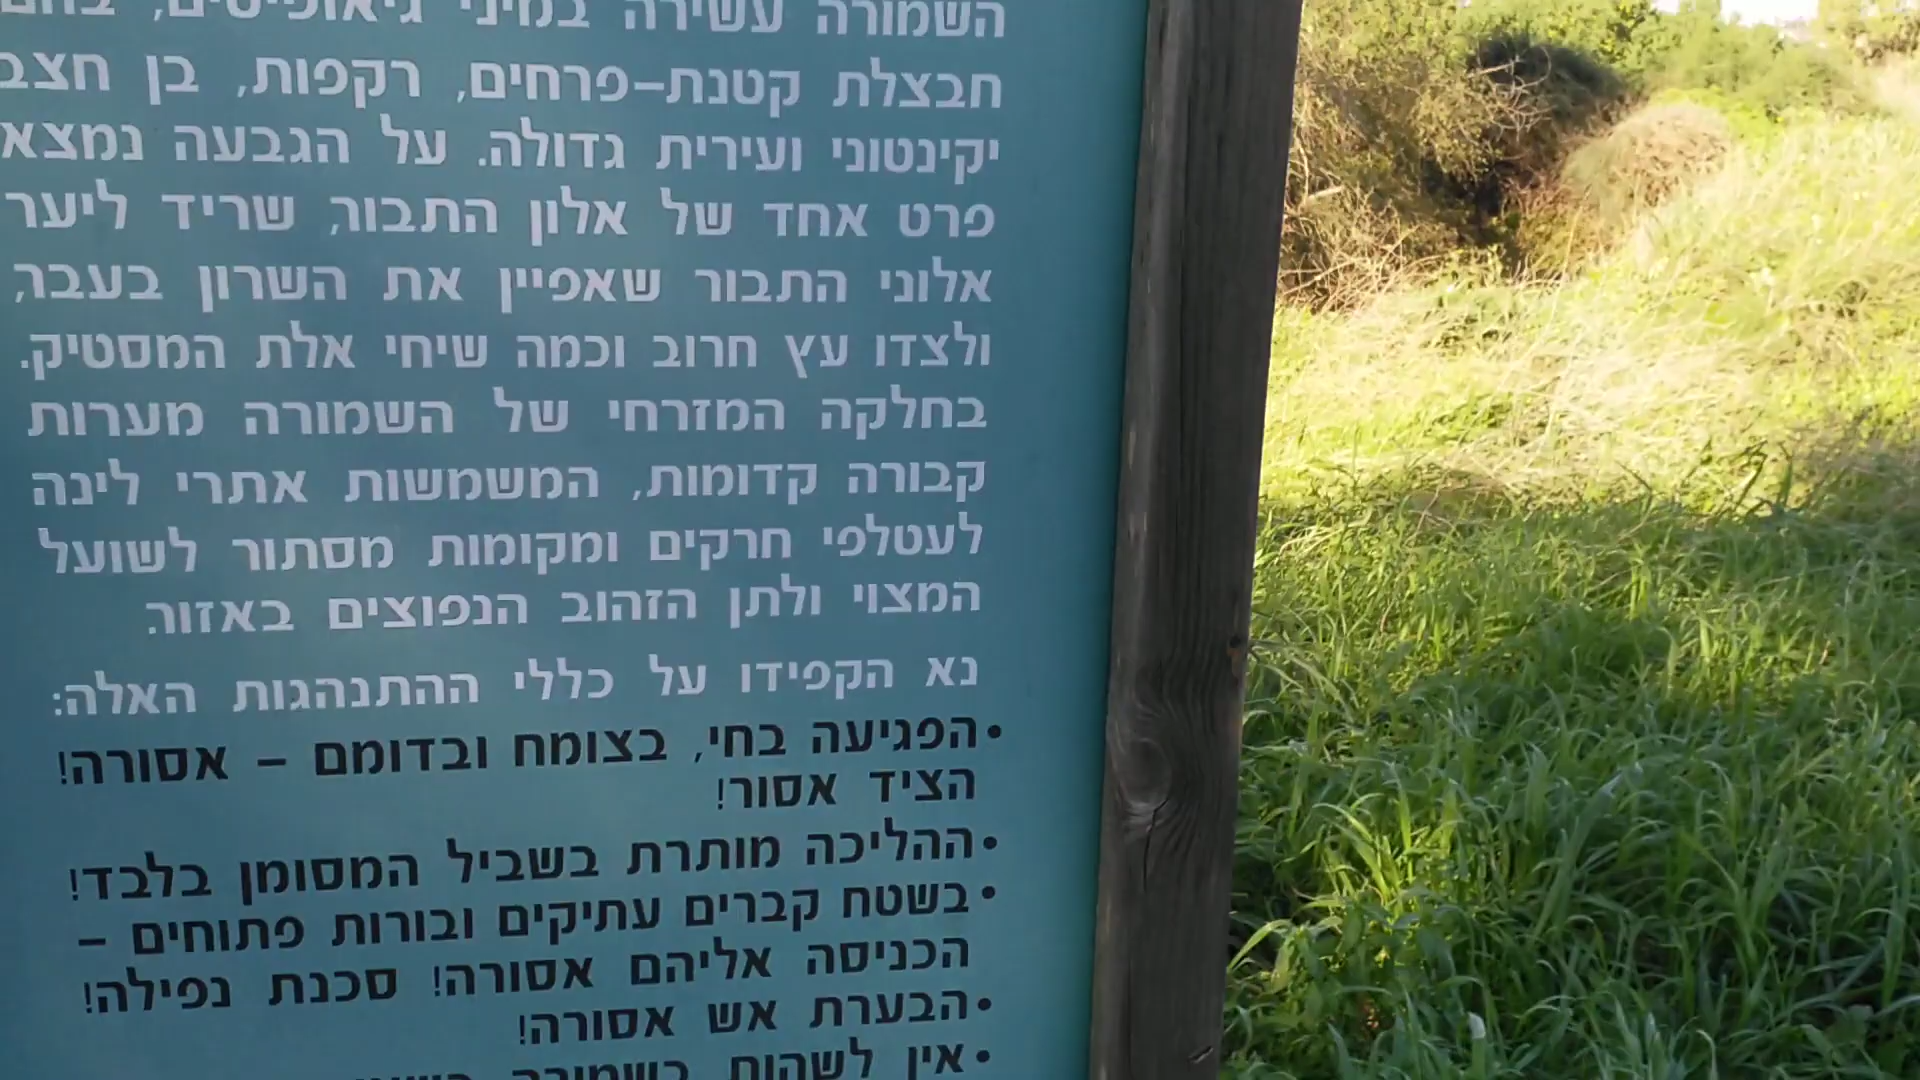 השמורה עשירה במיני גיאופיטים, בהם
חבצלת קטנת-פרחים, רקפות, בן חצב
יקינטוני ועירית גדולה. על הגבעה נמצא
פרט אחד של אלון התבור, שריד ליער
אלוני התבור שאפיין את השרון בעבר,
ולצדו עץ חרוב וכמה שיחי אלת המסטיק.
בחלקה המזרחי של השמורה מערות
קבורה קדומות, המשמשות אתרי לינה
לעטלפי חרקים ומקומות מסתור לשועל
המצוי ולתן הזהוב הנפוצים באזור.
נא הקפידו על כללי ההתנהגות האלה:
•הפגיעה בחי, בצומח ובדומם – אסורה!
הציד אסור!
•ההליכה מותרת בשביל המסומן בלבד!
•בשטח קברים עתיקים ובורות פתוחים –
הכניסה אליהם אסורה! סכנת נפילה!
•הבערת אש אסורה!
•אין לשהות בשמורה